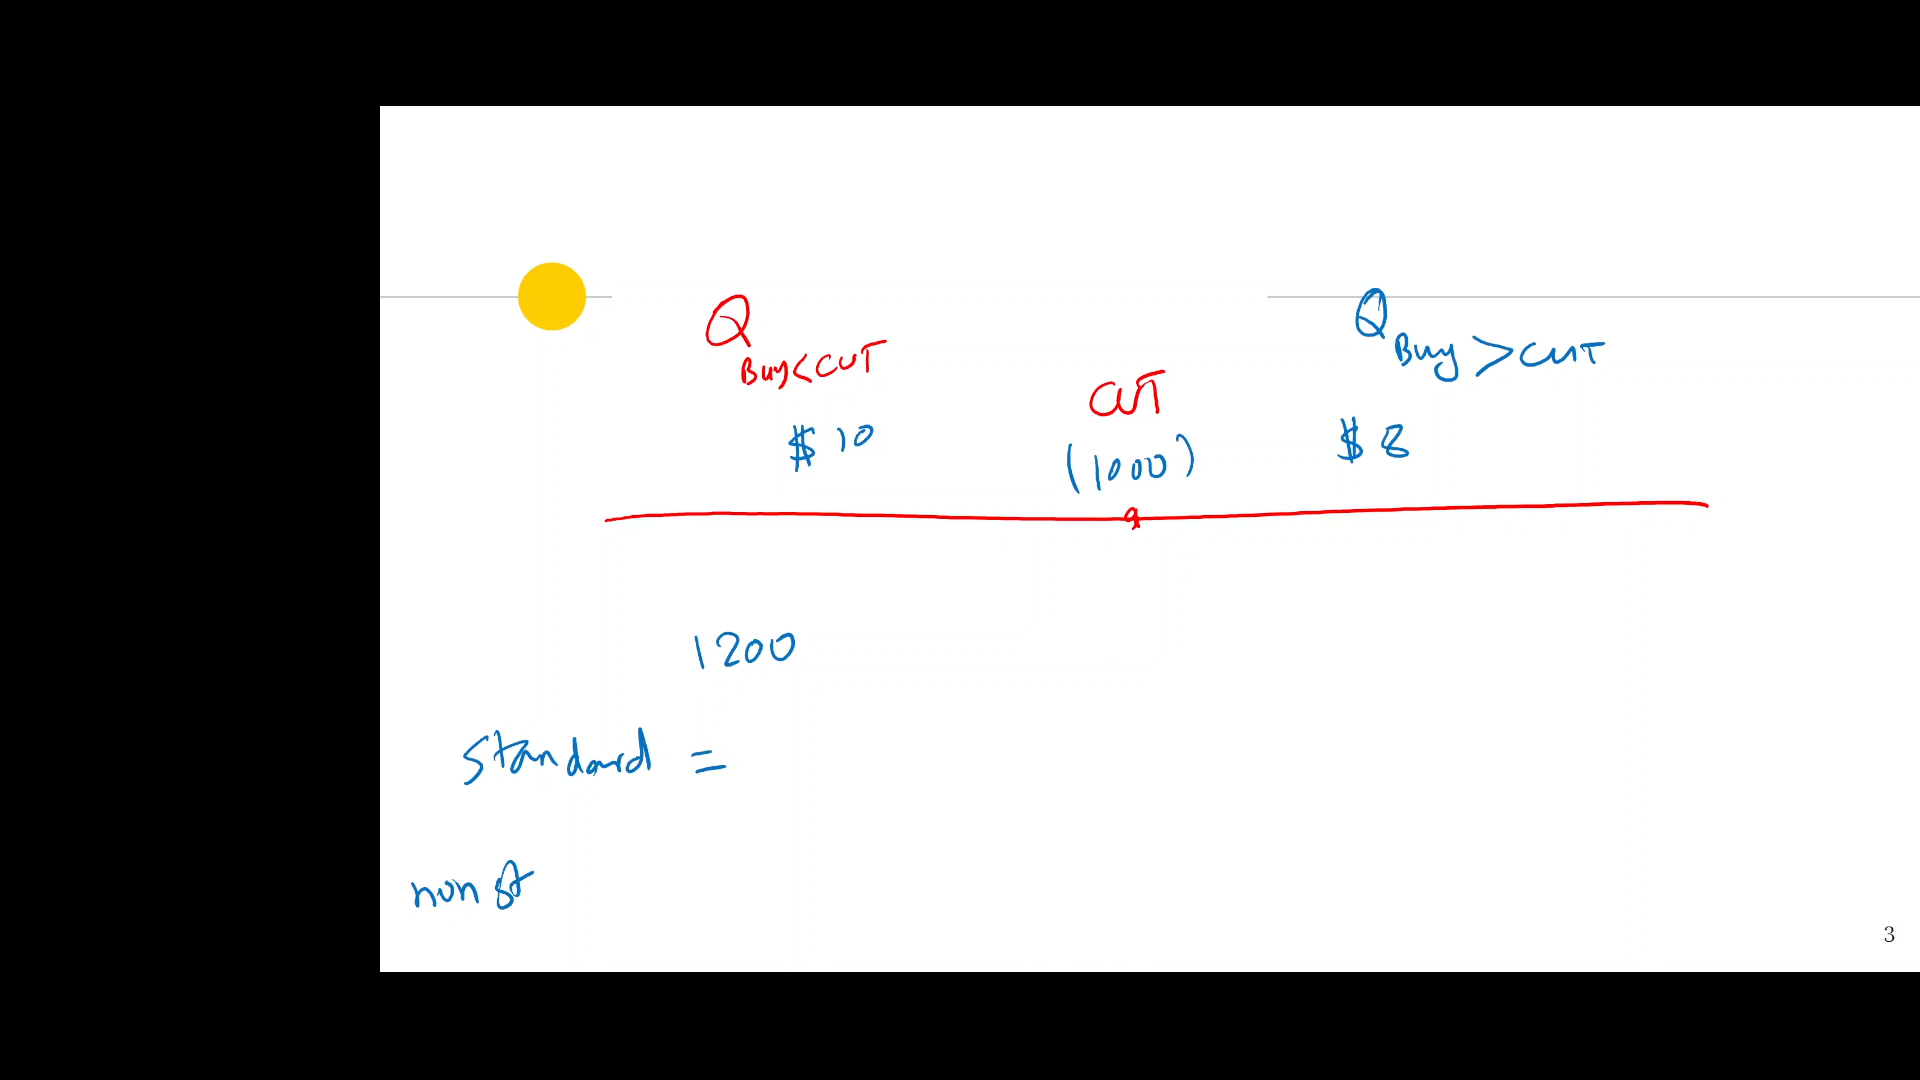 Q Buy<CUT
Q Buy>CUT
CUT
$10
(1000)
$8
1200
Standard =
non st
3